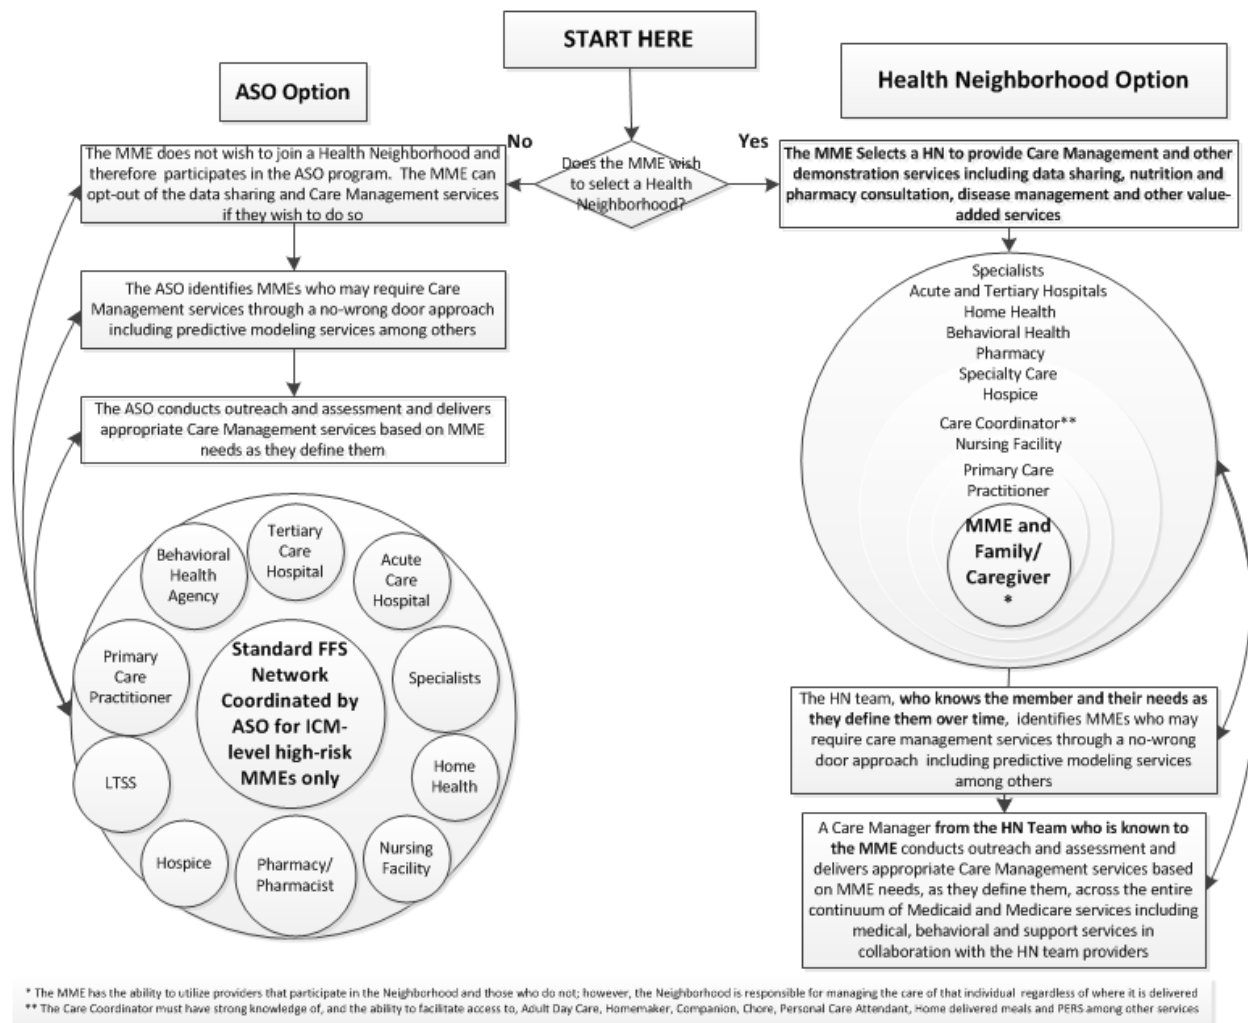 START HERE
ASO Option
Health Neighborhood Option
No
Yes
The MME does not wish to join a Health Neighborhood and
therefore participates in the ASO program. The MME can
opt-out of the data sharing and Care Management services
if they wish to do so
Does the MME wish
to select a Health
Neighborhood?
The MME Selects a HN to provide Care Management and other
demonstration services including data sharing, nutrition and
pharmacy consultation, disease management and other value-
added services
The ASO identifies MMEs who may require Care
Management services through a no-wrong door approach
including predictive modeling services among others
The ASO conducts outreach and assessment and delivers
appropriate Care Management services based on MME
needs as they define them
Tertiary
Care
Hospital
Behavioral
Health
Agency
Acute
Care
Hospital
Primary
Care
Practitioner
Standard FFS
Network
Coordinated by
ASO for ICM-
level high-risk
MMEs only
Specialists
LTSS
Home
Health
Hospice
Pharmacy/
Pharmacist
Nursing
Facility
Specialists
Acute and Tertiary Hospitals
Home Health
Behavioral Health
Pharmacy
Specialty Care
Hospice
Care Coordinator**
Nursing Facility
Primary Care
Practitioner
MME and
Family/
Caregiver
*
The HN team, who knows the member and their needs as
they define them over time, identifies MMEs who may
require care management services through a no-wrong
door approach including predictive modeling services
among others
A Care Manager from the HN Team who is known to
the MME conducts outreach and assessment and
delivers appropriate Care Management services based
on MME needs, as they define them, across the entire
continuum of Medicaid and Medicare services including
medical, behavioral and support services in
collaboration with the HN team providers
* The MME has the ability to utilize providers that participate in the Neighborhood and those who do not; however, the Neighborhood is responsible for managing the care of that individual regardless of where it is delivered
** The Care Coordinator must have strong knowledge of, and the ability to facilitate access to, Adult Day Care, Homemaker, Companion, Chore, Personal Care Attendant, Home delivered meals and PERS among other services